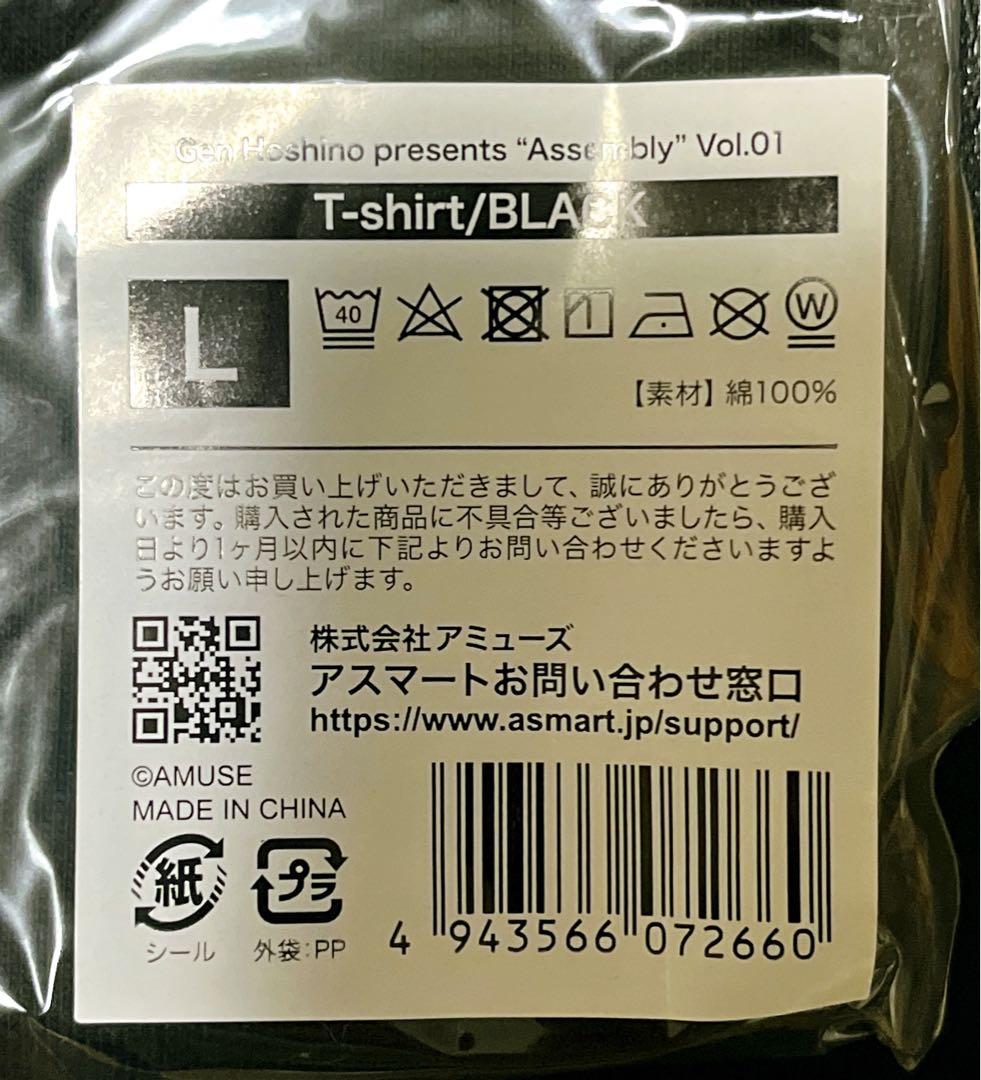 Gen Hoshino presents “Assembly” Vol.01
T-shirt/BLACK
L
40
W
【素材】綿100%
この度はお買い上げいただきまして、誠にありがとうござ
います。購入された商品に不具合等ございましたら、購入
日より1ヶ月以内に下記よりお問い合わせくださいますよ
うお願い申し上げます。
株式会社アミューズ
アスマートお問い合わせ窓口
https://www.asmart.jp/support/
©AMUSE
MADE IN CHINA
紙
プラ
シール
外袋:PP
4 943566 072660